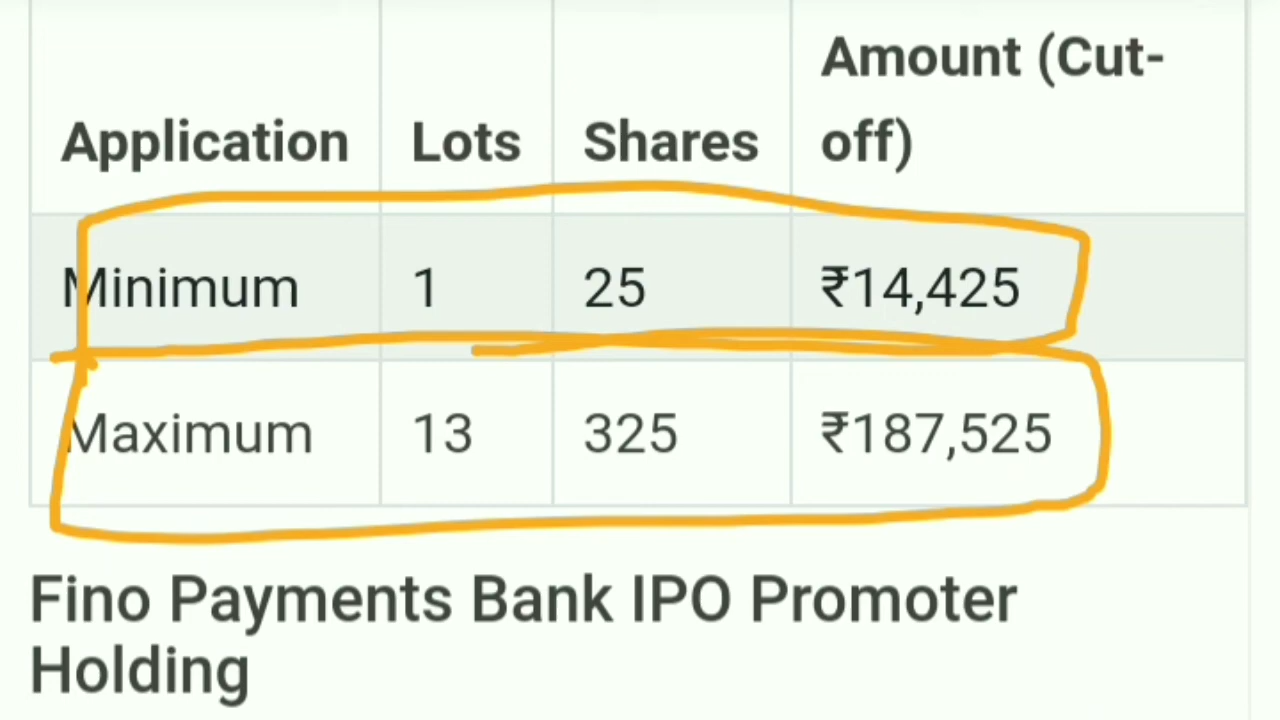 Application Lots Shares Amount (Cut-
off)
Minimum 1 25 ₹14,425
Maximum 13 325 ₹187,525
Fino Payments Bank IPO Promoter
Holding